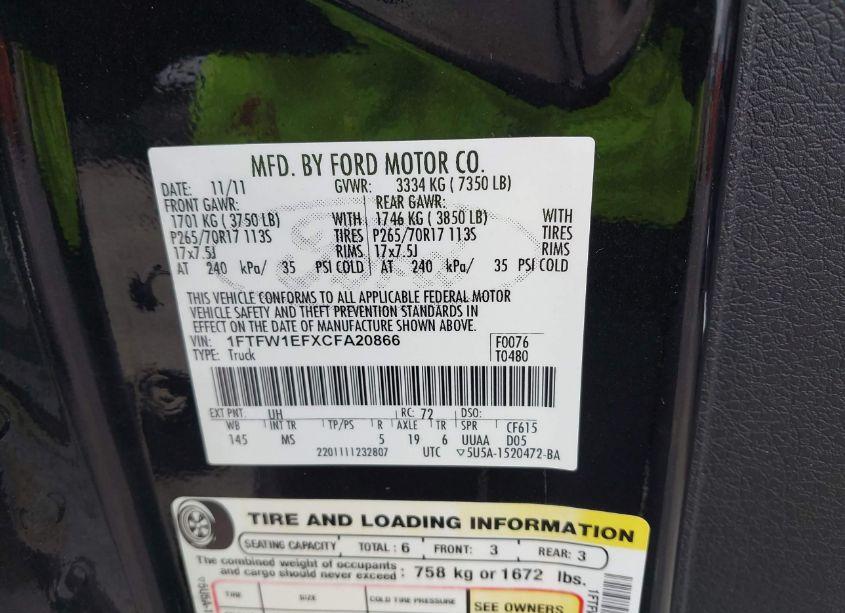 MFD. BY FORD MOTOR CO.
DATE: 11/11 GVWR: 3334 KG ( 7350 LB)
FRONT GAWR: REAR GAWR:
1701 KG ( 3750 LB) WITH 1746 KG ( 3850 LB) WITH
P265/70R17 113S TIRES P265/70R17 113S TIRES
17x7.5J RIMS 17x7.5J RIMS
AT 240 kPa/ 35 PSI COLD AT 240 kPa/ 35 PSI COLD
THIS VEHICLE CONFORMS TO ALL APPLICABLE FEDERAL MOTOR
VEHICLE SAFETY AND THEFT PREVENTION STANDARDS IN
EFFECT ON THE DATE OF MANUFACTURE SHOWN ABOVE.
VIN: 1FTFW1EFXCFA20866 F0076
TYPE: Truck T0480
EXT PNT: UH RC: 72 DSO:
WB INT TR TP/PS R AXLE TR SPR CF615
145 MS 5 19 6 UUAA D05
2201111232807 UTC ▽5U5A-1520472-BA
TIRE AND LOADING INFORMATION
SEATING CAPACITY TOTAL : 6 FRONT: 3 REAR: 3
The combined weight of occupants
and cargo should never exceed : 758 kg or 1672 lbs.
TIRE SIZE COLD TIRE PRESSURE SEE OWNERS